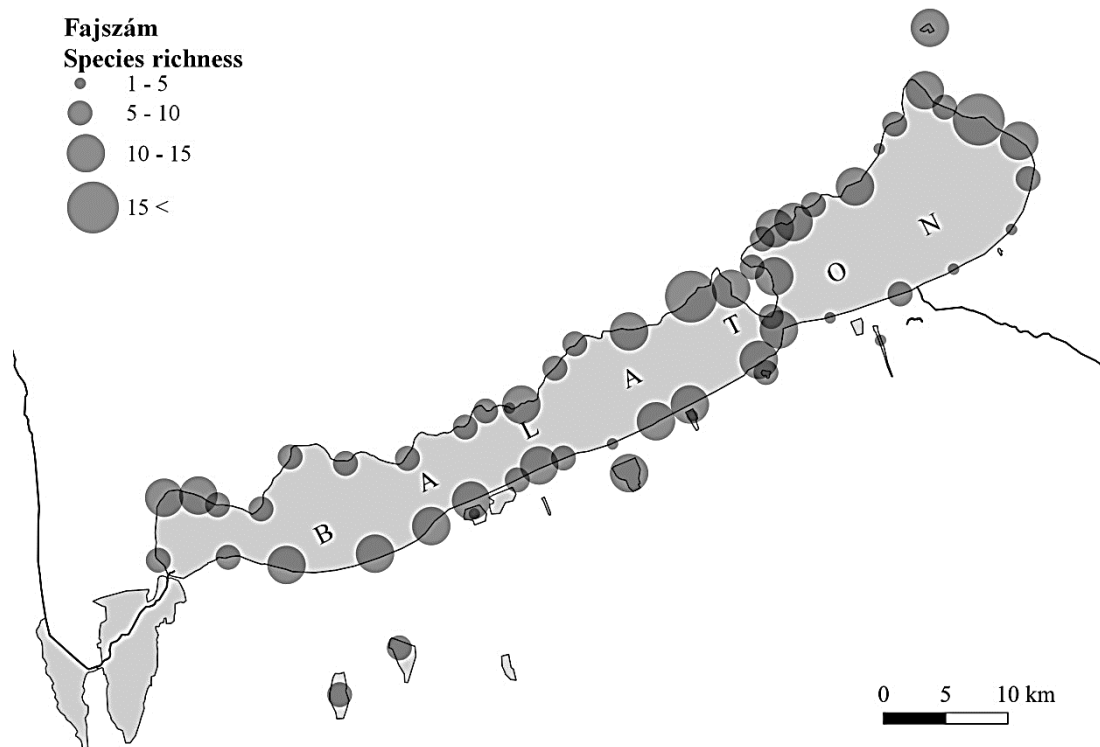 Fajszám
Species richness
1 - 5
5 - 10
10 - 15
15 <
B A L A T O N
0 5 10 km